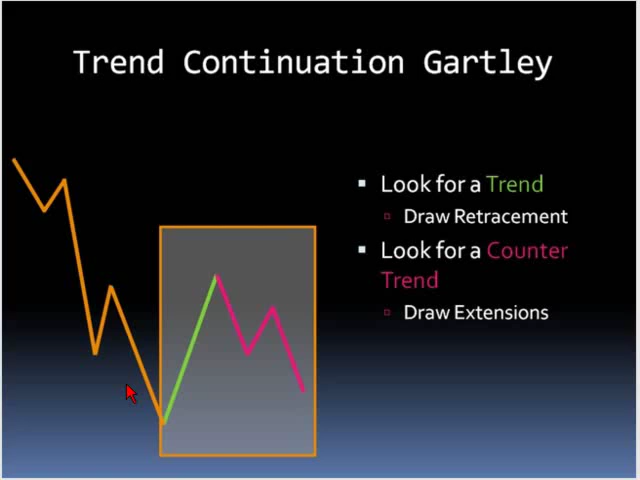 Trend Continuation Gartley
Look for a Trend
Draw Retracement
Look for a Counter
Trend
Draw Extensions